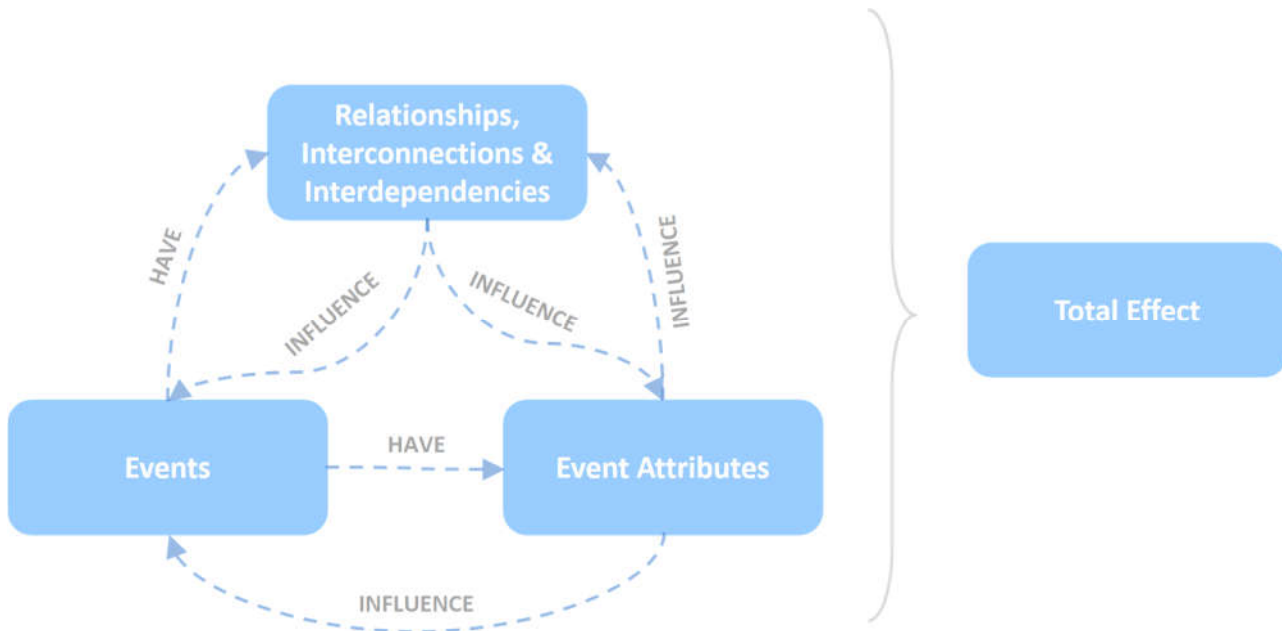 Relationships,
Interconnections &
Interdependencies
HAVE
INFLUENCE
INFLUENCE
INFLUENCE
Total Effect
Events
HAVE
Event Attributes
INFLUENCE